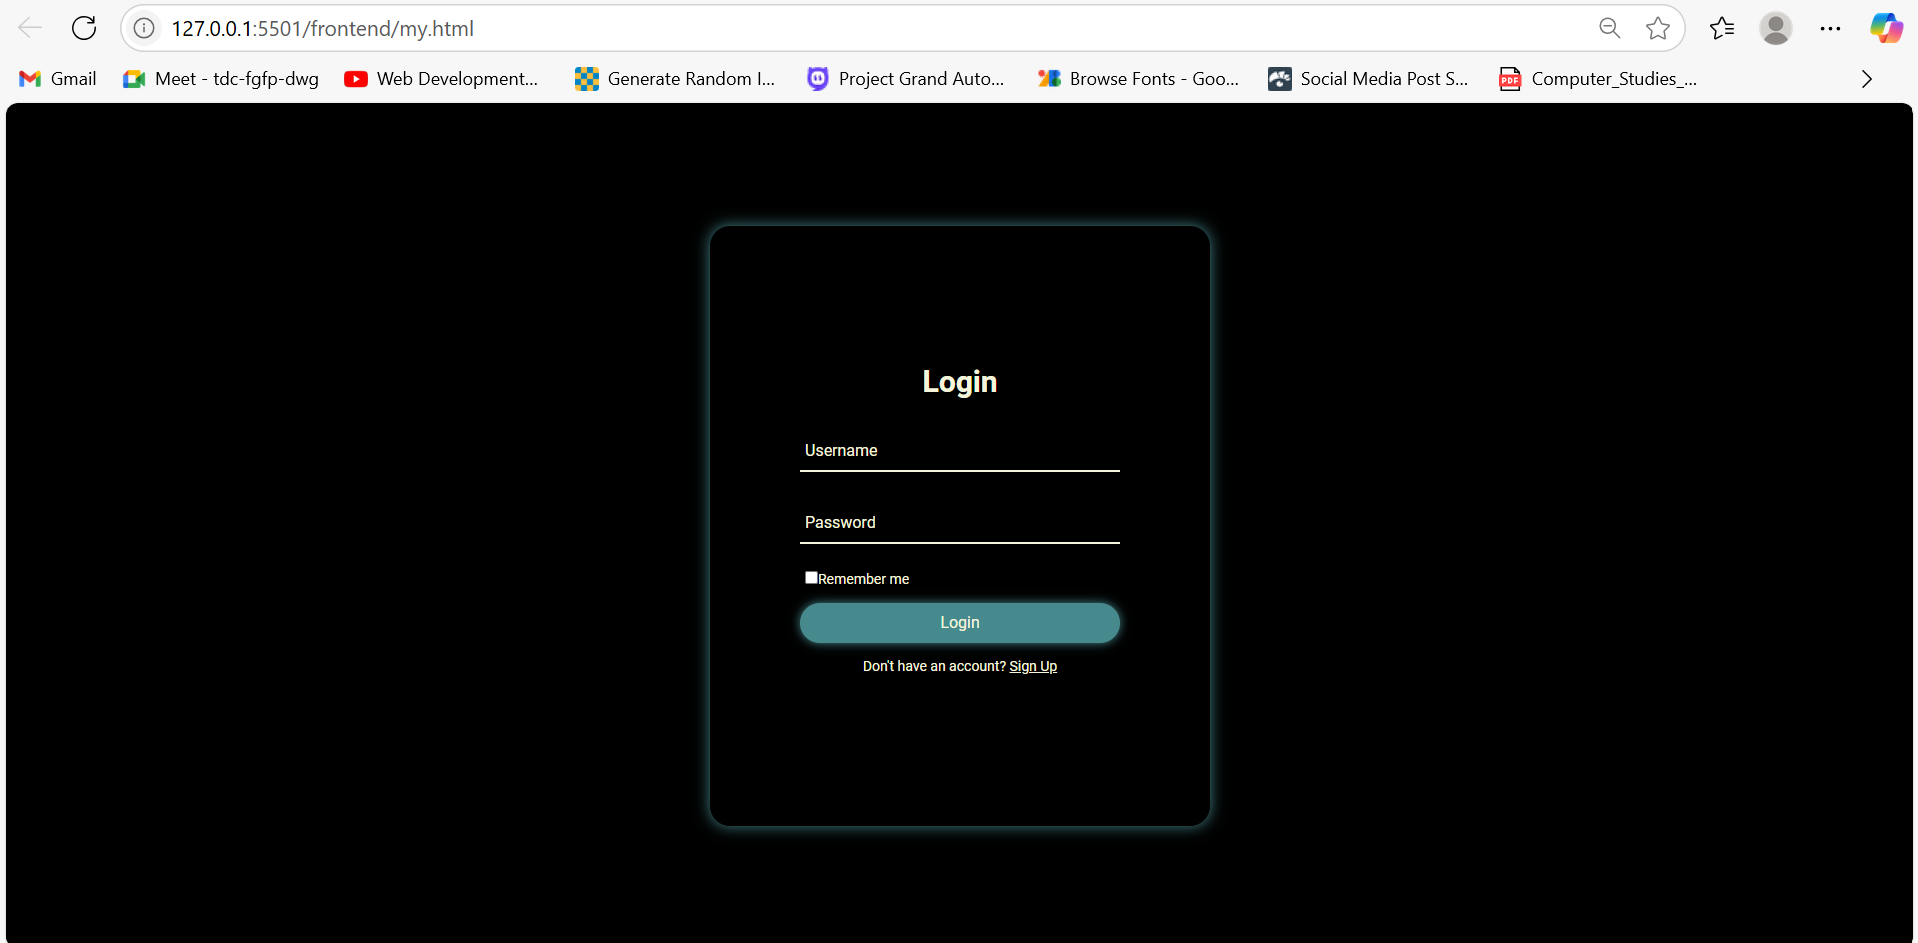 127.0.0.1:5501/frontend/my.html
Gmail
Meet - tdc-fgfp-dwg
Web Development...
Generate Random I...
Project Grand Auto...
Browse Fonts - Goo...
Social Media Post S...
PDF
Computer_Studies_...
Login
Username
Password
Remember me
Login
Don't have an account? Sign Up